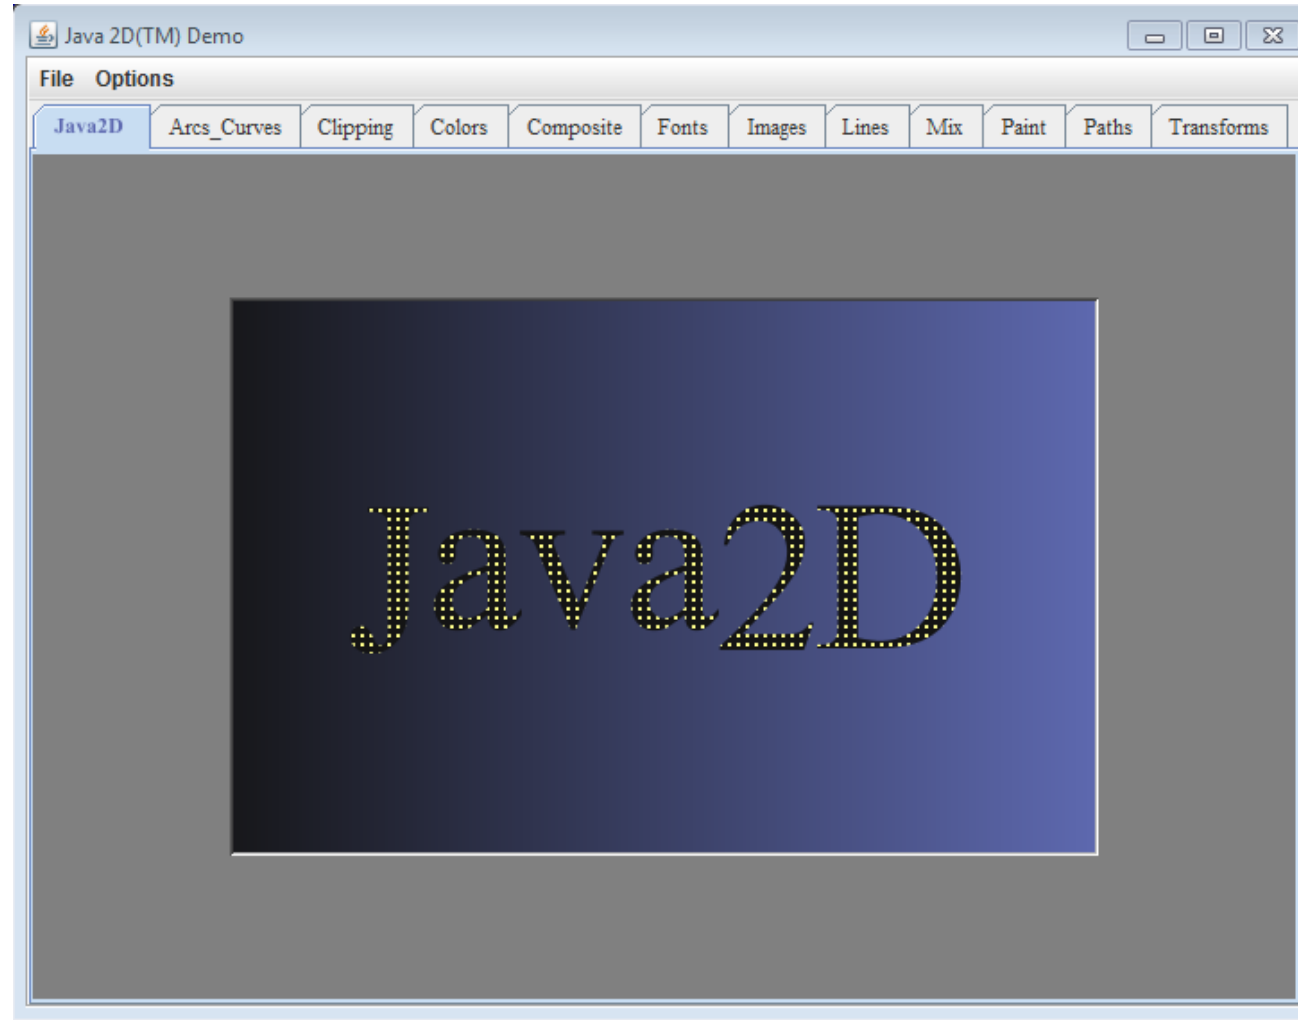 Java 2D(TM) Demo
File Options
Java2D Arcs_Curves Clipping Colors Composite Fonts Images Lines Mix Paint Paths Transforms
Java2D